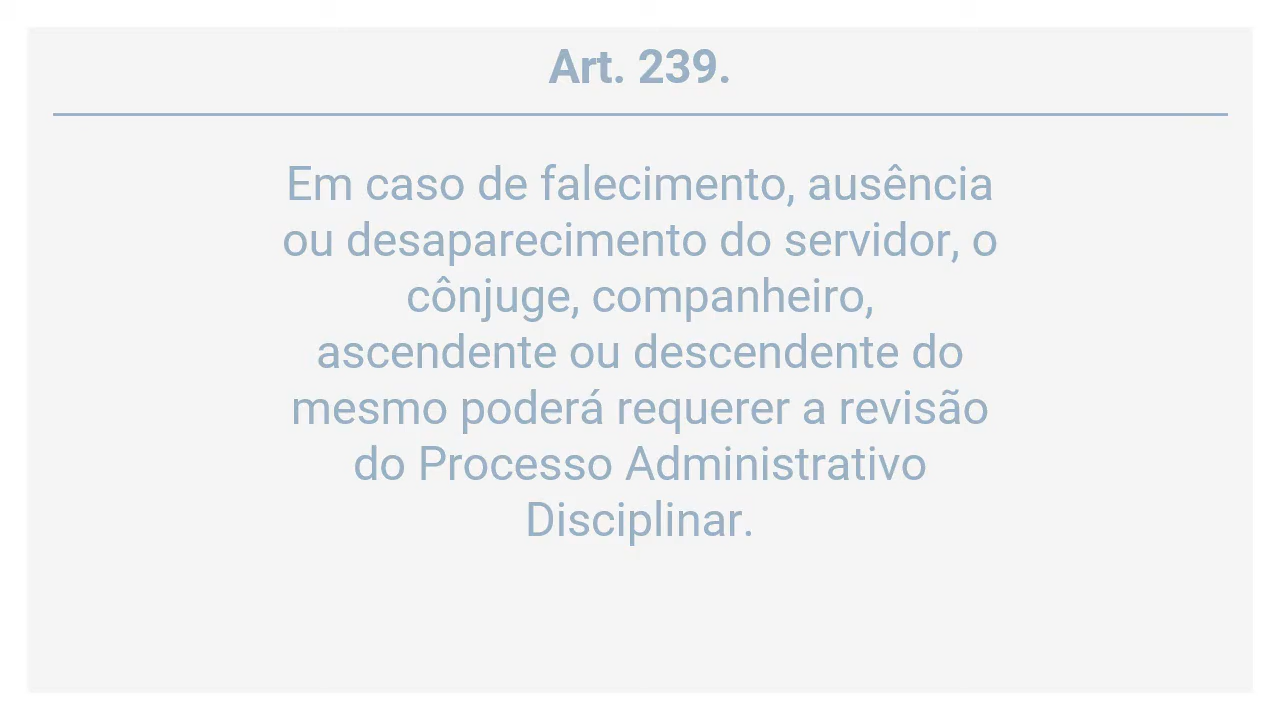 Art. 239.
Em caso de falecimento, ausência
ou desaparecimento do servidor, o
cônjuge, companheiro,
ascendente ou descendente do
mesmo poderá requerer a revisão
do Processo Administrativo
Disciplinar.